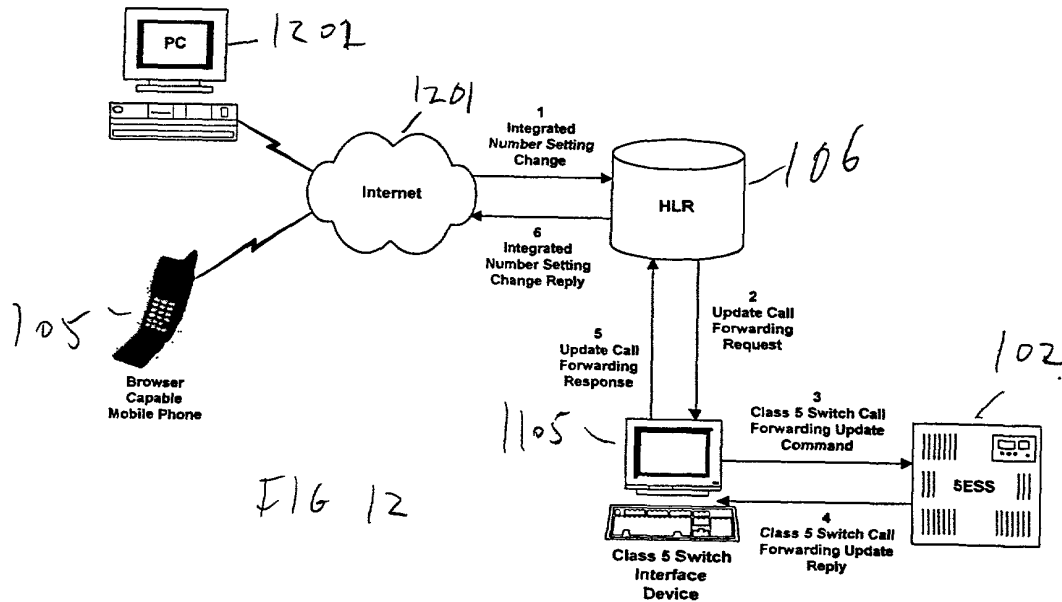 PC
1202
1201
1
Integrated
Number Setting
Change
Internet
HLR
106
6
Integrated
Number Setting
Change Reply
105
Browser
Capable
Mobile Phone
2
Update Call
Forwarding
Request
5
Update Call
Forwarding
Response
102
1105
3
Class 5 Switch Call
Forwarding Update
Command
5ESS
4
Class 5 Switch Call
Forwarding Update
Reply
Class 5 Switch
Interface
Device
FIG 12